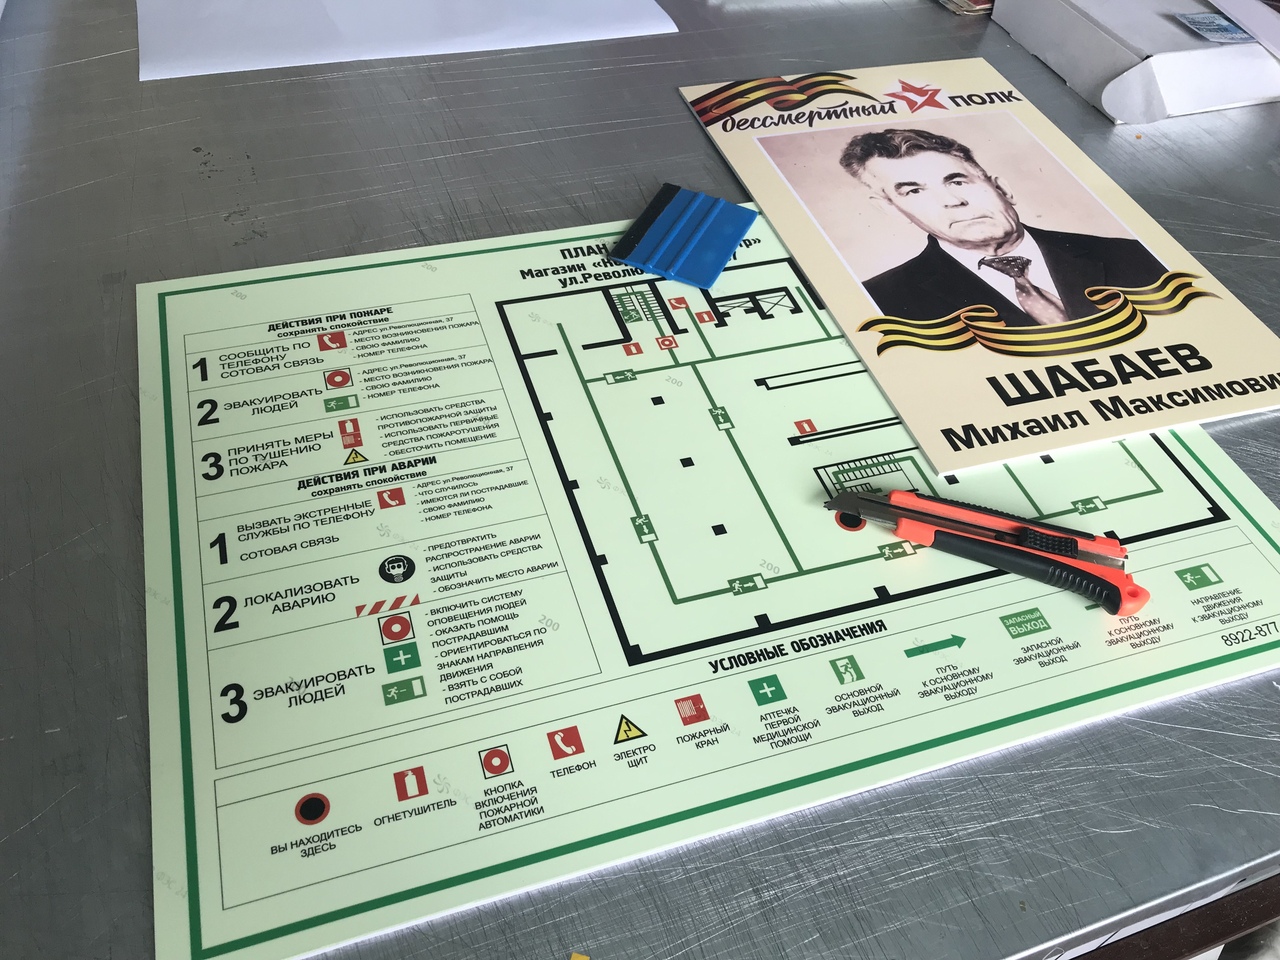 бессмертный ПОЛК
ШАБАЕВ
Михаил
ПЛАН
Магазин
ул.Револю
ДЕЙСТВИЯ ПРИ ПОЖАРЕ
сохранять спокойствие
1 СООБЩИТЬ ПО
ТЕЛЕФОНУ
СОТОВАЯ СВЯЗЬ
- АДРЕС ул.Революционная, 37
- МЕСТО ВОЗНИКНОВЕНИЯ ПОЖАРА
- СВОЮ ФАМИЛИЮ
- НОМЕР ТЕЛЕФОНА
2 ЭВАКУИРОВАТЬ
ЛЮДЕЙ
- АДРЕС ул.Революционная, 37
- МЕСТО ВОЗНИКНОВЕНИЯ ПОЖАРА
- СВОЮ ФАМИЛИЮ
- НОМЕР ТЕЛЕФОНА
3 ПРИНЯТЬ МЕРЫ
ПО ТУШЕНИЮ
ПОЖАРА
- ИСПОЛЬЗОВАТЬ СРЕДСТВА
ПРОТИВОПОЖАРНОЙ ЗАЩИТЫ
- ИСПОЛЬЗОВАТЬ ПЕРВИЧНЫЕ
СРЕДСТВА ПОЖАРОТУШЕНИЯ
- ОБЕСТОЧИТЬ ПОМЕЩЕНИЕ
ДЕЙСТВИЯ ПРИ АВАРИИ
сохранять спокойствие
1 ВЫЗВАТЬ ЭКСТРЕННЫЕ
СЛУЖБЫ ПО ТЕЛЕФОНУ
СОТОВАЯ СВЯЗЬ
- АДРЕС ул.Революционная, 37
- ЧТО СЛУЧИЛОСЬ
- ИМЕЮТСЯ ЛИ ПОСТРАДАВШИЕ
- СВОЮ ФАМИЛИЮ
- НОМЕР ТЕЛЕФОНА
2 ЛОКАЛИЗОВАТЬ
АВАРИЮ
- ПРЕДОТВРАТИТЬ
РАСПРОСТРАНЕНИЕ АВАРИИ
- ИСПОЛЬЗОВАТЬ СРЕДСТВА
ЗАЩИТЫ
- ОБОЗНАЧИТЬ МЕСТО АВАРИИ
3 ЭВАКУИРОВАТЬ
ЛЮДЕЙ
- ВКЛЮЧИТЬ СИСТЕМУ
ОПОВЕЩЕНИЯ ЛЮДЕЙ
- ОКАЗАТЬ ПОМОЩЬ
ПОСТРАДАВШИМ
- ОРИЕНТИРОВАТЬСЯ ПО
ЗНАКАМ НАПРАВЛЕНИЯ
ДВИЖЕНИЯ
- ВЗЯТЬ С СОБОЙ
ПОСТРАДАВШИХ
УСЛОВНЫЕ ОБОЗНАЧЕНИЯ
ВЫ НАХОДИТЕСЬ
ЗДЕСЬ
ОГНЕТУШИТЕЛЬ
КНОПКА
ВКЛЮЧЕНИЯ
ПОЖАРНОЙ
АВТОМАТИКИ
ТЕЛЕФОН
ЭЛЕКТРО
ЩИТ
ПОЖАРНЫЙ
КРАН
АПТЕЧКА
ПЕРВОЙ
МЕДИЦИНСКОЙ
ПОМОЩИ
ОСНОВНОЙ
ЭВАКУАЦИОННЫЙ
ВЫХОД
ПУТЬ
К ОСНОВНОМУ
ЭВАКУАЦИОННОМУ
ВЫХОДУ
ЗАПАСНЫЙ
ВЫХОД
ЗАПАСНОЙ
ЭВАКУАЦИОННЫЙ
ВЫХОД
ПУТЬ
К ОСНОВНОМУ
ЭВАКУАЦИОННОМУ
ВЫХОДУ
НАПРАВЛЕНИЕ
ДВИЖЕНИЯ
К ЭВАКУАЦИОННОМУ
ВЫХОДУ
8922-877
200
200
200
200